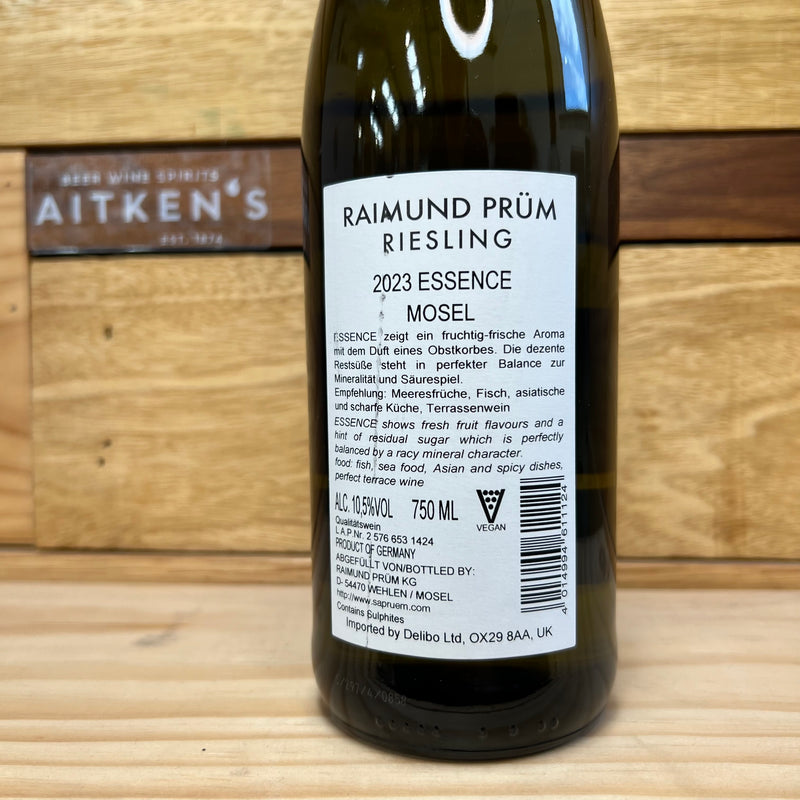 BEER WINE SPIRITS
AITKEN'S
EST. 1874
RAIMUND PRÜM
RIESLING
2023 ESSENCE
MOSEL
ESSENCE zeigt ein fruchtig-frische Aroma
mit dem Duft eines Obstkorbes. Die dezente
Restsüße steht in perfekter Balance zu
Mineralität und Säurespiel.
Empfehlung: Meeresfrüche, Fisch, asiatische
und scharfe Küche, Terrassenwein
ESSENCE shows fresh fruit flavours and a
hint of residual sugar which is perfectly
balanced by a racy mineral character.
food: fish, sea food, Asian and spicy dishes,
perfect terrace wine
ALC. 10,5%VOL 750 ML
VEGAN
Qualitätswein
L A.P.Nr. 2 576 653 1424
PRODUCT OF GERMANY
ABGEFÜLLT VON/BOTTLED BY:
RAIMUND PRÜM KG
D- 54470 WEHLEN / MOSEL
http://www.sapruem.com
Contains Sulphites
Imported by Delibo Ltd, OX29 8AA, UK
4 014994 611124